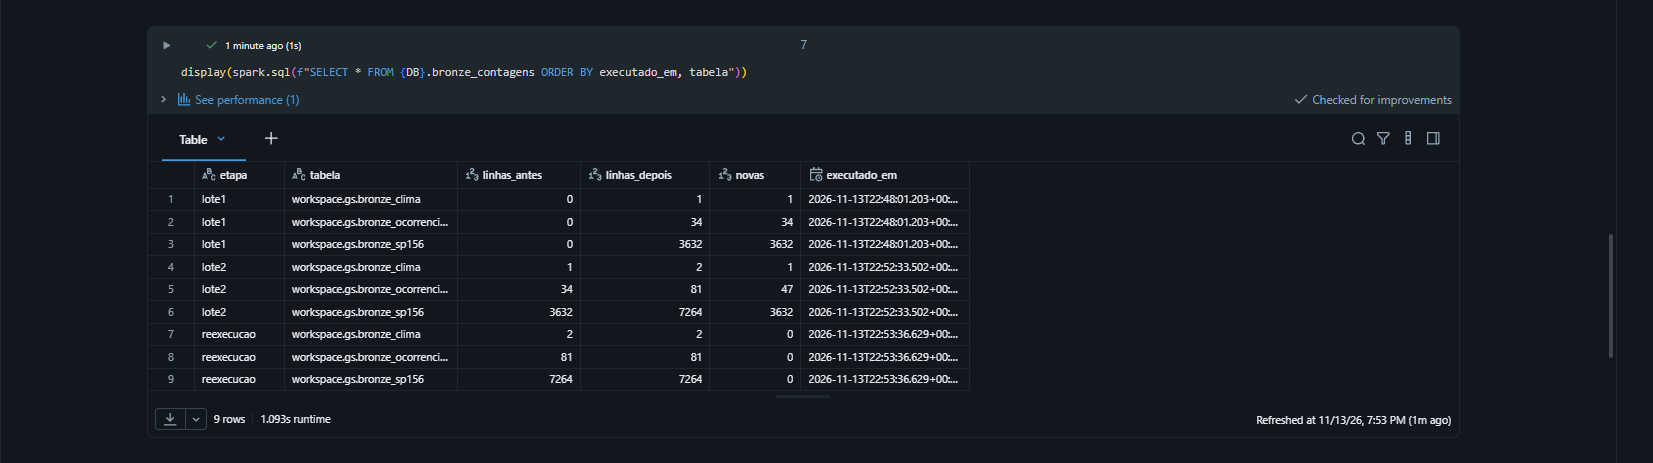 1 minute ago (1s)
7
display(spark.sql(f"SELECT * FROM {DB}.bronze_contagens ORDER BY executado_em, tabela"))
See performance (1)
Checked for improvements
Table
etapa tabela linhas_antes linhas_depois novas executado_em
1 lote1 workspace.gs.bronze_clima 0 1 1 2026-11-13T22:48:01.203+00:...
2 lote1 workspace.gs.bronze_ocorrenci... 0 34 34 2026-11-13T22:48:01.203+00:...
3 lote1 workspace.gs.bronze_sp156 0 3632 3632 2026-11-13T22:48:01.203+00:...
4 lote2 workspace.gs.bronze_clima 1 2 1 2026-11-13T22:52:33.502+00:...
5 lote2 workspace.gs.bronze_ocorrenci... 34 81 47 2026-11-13T22:52:33.502+00:...
6 lote2 workspace.gs.bronze_sp156 3632 7264 3632 2026-11-13T22:52:33.502+00:...
7 reexecucao workspace.gs.bronze_clima 2 2 0 2026-11-13T22:53:36.629+00:...
8 reexecucao workspace.gs.bronze_ocorrenci... 81 81 0 2026-11-13T22:53:36.629+00:...
9 reexecucao workspace.gs.bronze_sp156 7264 7264 0 2026-11-13T22:53:36.629+00:...
9 rows 1.093s runtime
Refreshed at 11/13/26, 7:53 PM (1m ago)